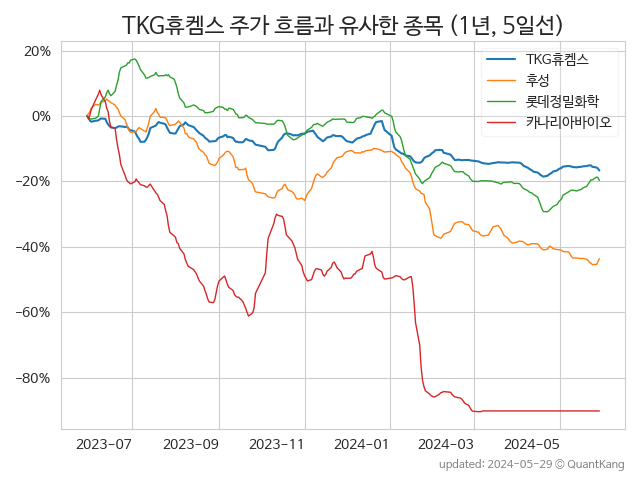 TKG휴켐스 주가 흐름과 유사한 종목 (1년, 5일선)
20%
0%
−20%
−40%
−60%
−80%
TKG휴켐스
후성
롯데정밀화학
카나리아바이오
2023-07
2023-09
2023-11
2024-01
2024-03
2024-05
updated: 2024-05-29 © QuantKang